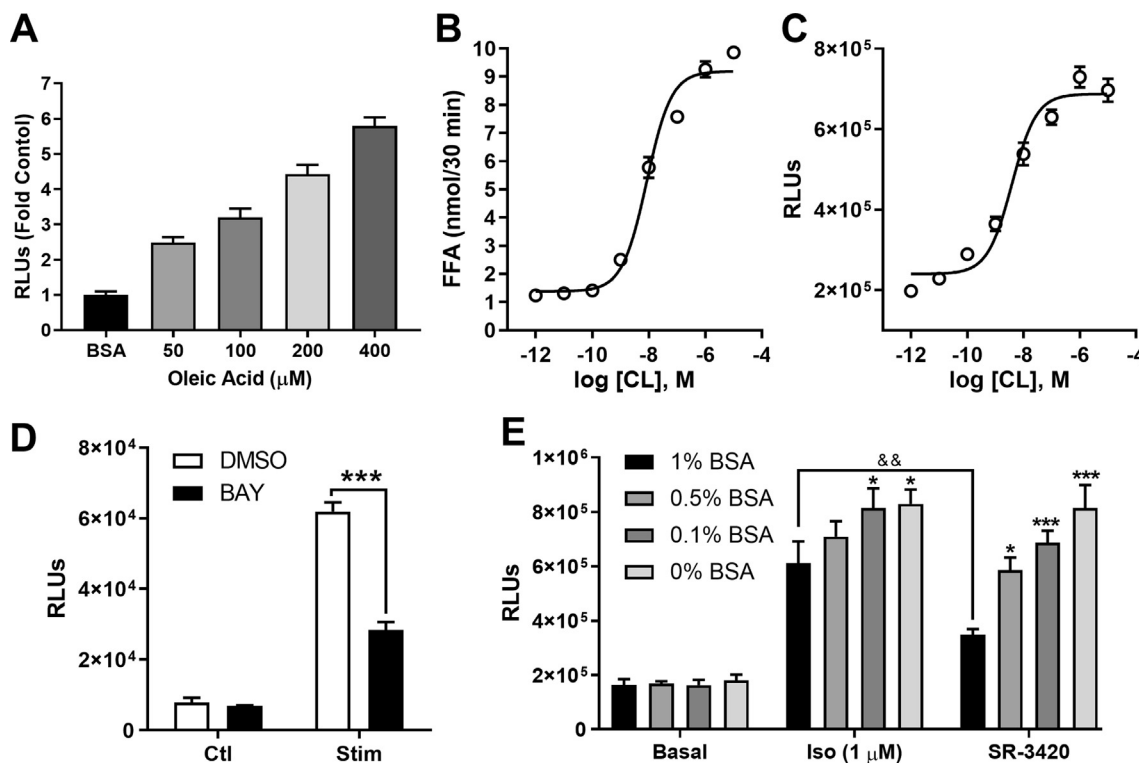 A
RLUs (Fold Contol)
7
6
5
4
3
2
1
0
BSA 50 100 200 400
Oleic Acid (μM)
B
FFA (nmol/30 min)
10
9
8
7
6
5
4
3
2
1
0
-12 -10 -8 -6 -4
log [CL], M
C
RLUs
8×10⁵
6×10⁵
4×10⁵
2×10⁵
-12 -10 -8 -6 -4
log [CL], M
D
DMSO
BAY
***
RLUs
8×10⁴
6×10⁴
4×10⁴
2×10⁴
0
Ctl Stim
E
1% BSA
0.5% BSA
0.1% BSA
0% BSA
&&
* * * *** ***
RLUs
1×10⁶
8×10⁵
6×10⁵
4×10⁵
2×10⁵
0
Basal Iso (1 μM) SR-3420